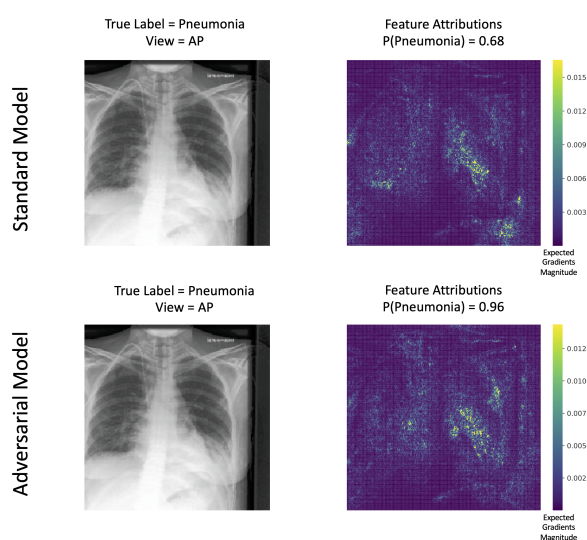 True Label = Pneumonia
View = AP
Feature Attributions
P(Pneumonia) = 0.68
Standard Model
0.015
0.012
0.009
0.006
0.003
Expected
Gradients
Magnitude
True Label = Pneumonia
View = AP
Feature Attributions
P(Pneumonia) = 0.96
Adversarial Model
0.012
0.010
0.007
0.005
0.002
Expected
Gradients
Magnitude